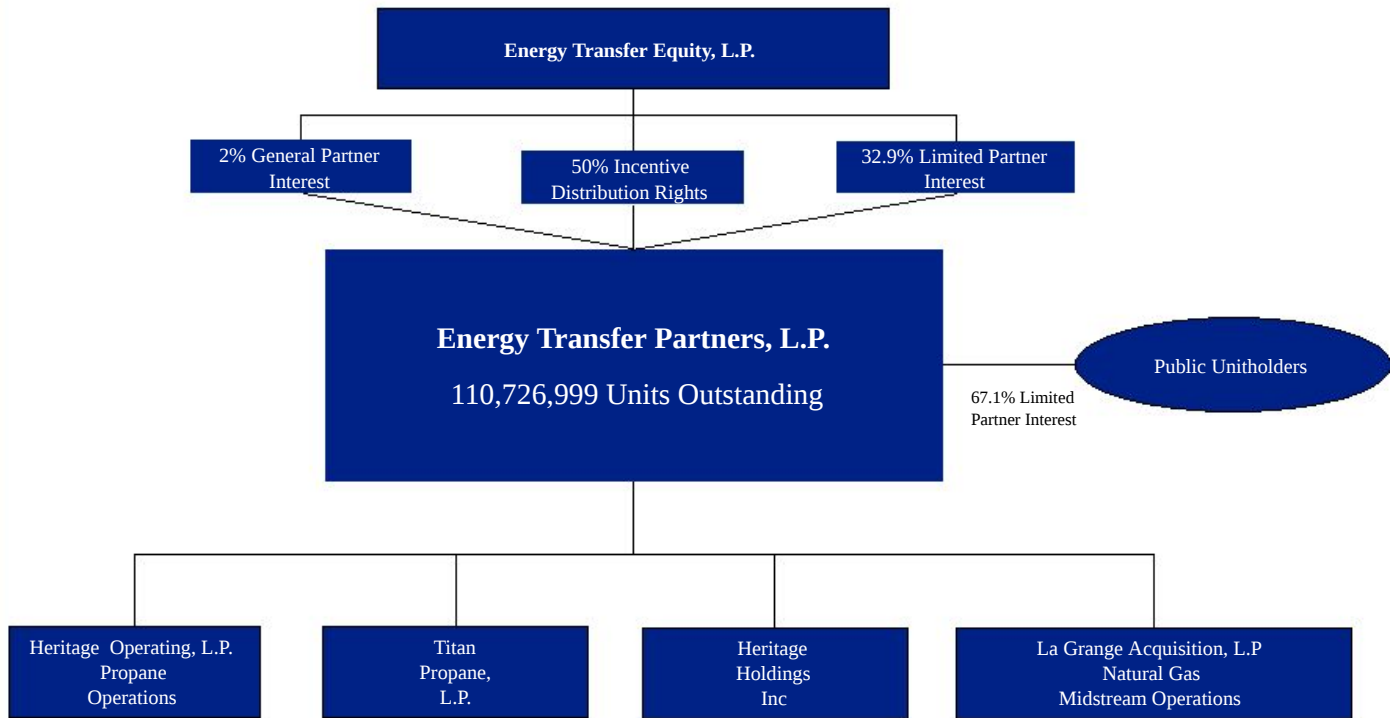 Energy Transfer Equity, L.P.
2% General Partner
Interest
50% Incentive
Distribution Rights
32.9% Limited Partner
Interest
Energy Transfer Partners, L.P.
110,726,999 Units Outstanding
Public Unitholders
67.1% Limited
Partner Interest
Heritage Operating, L.P.
Propane
Operations
Titan
Propane,
L.P.
Heritage
Holdings
Inc
La Grange Acquisition, L.P
Natural Gas
Midstream Operations